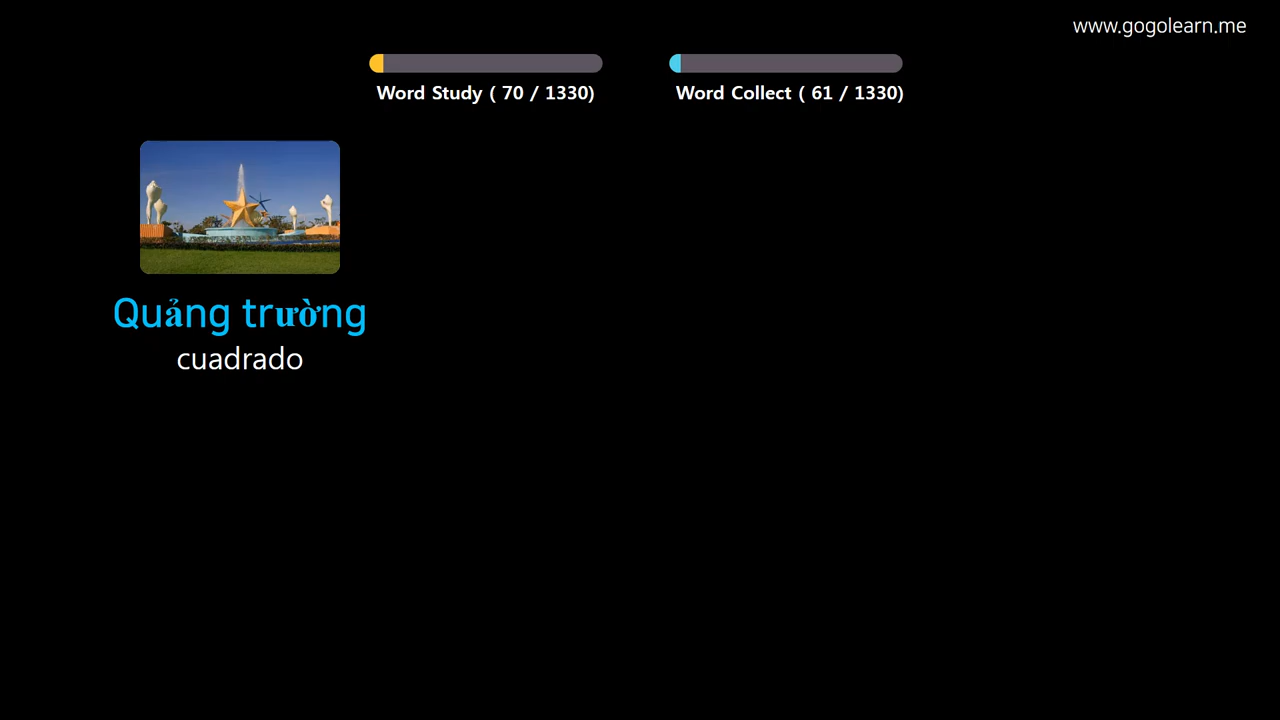 www.gogolearn.me
Word Study ( 70 / 1330)
Word Collect ( 61 / 1330)
Quảng trường
cuadrado